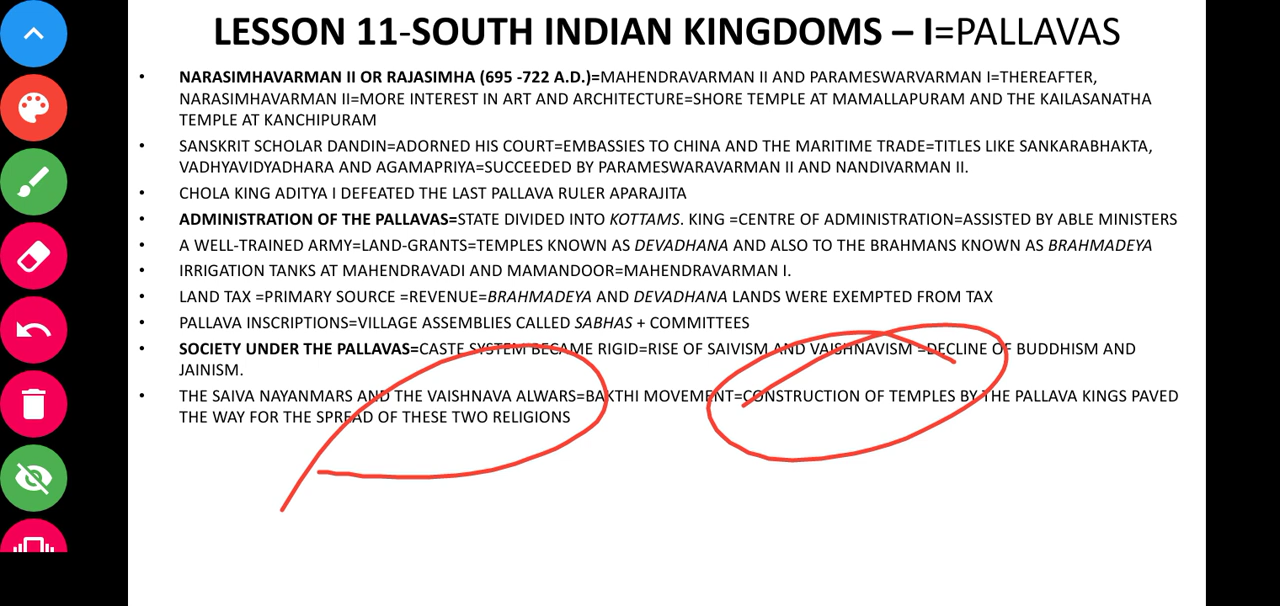 LESSON 11-SOUTH INDIAN KINGDOMS – I=PALLAVAS
• NARASIMHAVARMAN II OR RAJASIMHA (695 -722 A.D.)=MAHENDRAVARMAN II AND PARAMESWARVARMAN I=THEREAFTER,
NARASIMHAVARMAN II=MORE INTEREST IN ART AND ARCHITECTURE=SHORE TEMPLE AT MAMALLAPURAM AND THE KAILASANATHA
TEMPLE AT KANCHIPURAM
• SANSKRIT SCHOLAR DANDIN=ADORNED HIS COURT=EMBASSIES TO CHINA AND THE MARITIME TRADE=TITLES LIKE SANKARABHAKTA,
VADHYAVIDYADHARA AND AGAMAPRIYA=SUCCEEDED BY PARAMESWARAVARMAN II AND NANDIVARMAN II.
• CHOLA KING ADITYA I DEFEATED THE LAST PALLAVA RULER APARAJITA
• ADMINISTRATION OF THE PALLAVAS=STATE DIVIDED INTO KOTTAMS. KING =CENTRE OF ADMINISTRATION=ASSISTED BY ABLE MINISTERS
• A WELL-TRAINED ARMY=LAND-GRANTS=TEMPLES KNOWN AS DEVADHANA AND ALSO TO THE BRAHMANS KNOWN AS BRAHMADEYA
• IRRIGATION TANKS AT MAHENDRAVADI AND MAMANDOOR=MAHENDRAVARMAN I.
• LAND TAX =PRIMARY SOURCE =REVENUE=BRAHMADEYA AND DEVADHANA LANDS WERE EXEMPTED FROM TAX
• PALLAVA INSCRIPTIONS=VILLAGE ASSEMBLIES CALLED SABHAS + COMMITTEES
• SOCIETY UNDER THE PALLAVAS=CASTE SYSTEM BECAME RIGID=RISE OF SAIVISM AND VAISHNAVISM =DECLINE OF BUDDHISM AND
JAINISM.
• THE SAIVA NAYANMARS AND THE VAISHNAVA ALWARS=BAKTHI MOVEMENT=CONSTRUCTION OF TEMPLES BY THE PALLAVA KINGS PAVED
THE WAY FOR THE SPREAD OF THESE TWO RELIGIONS